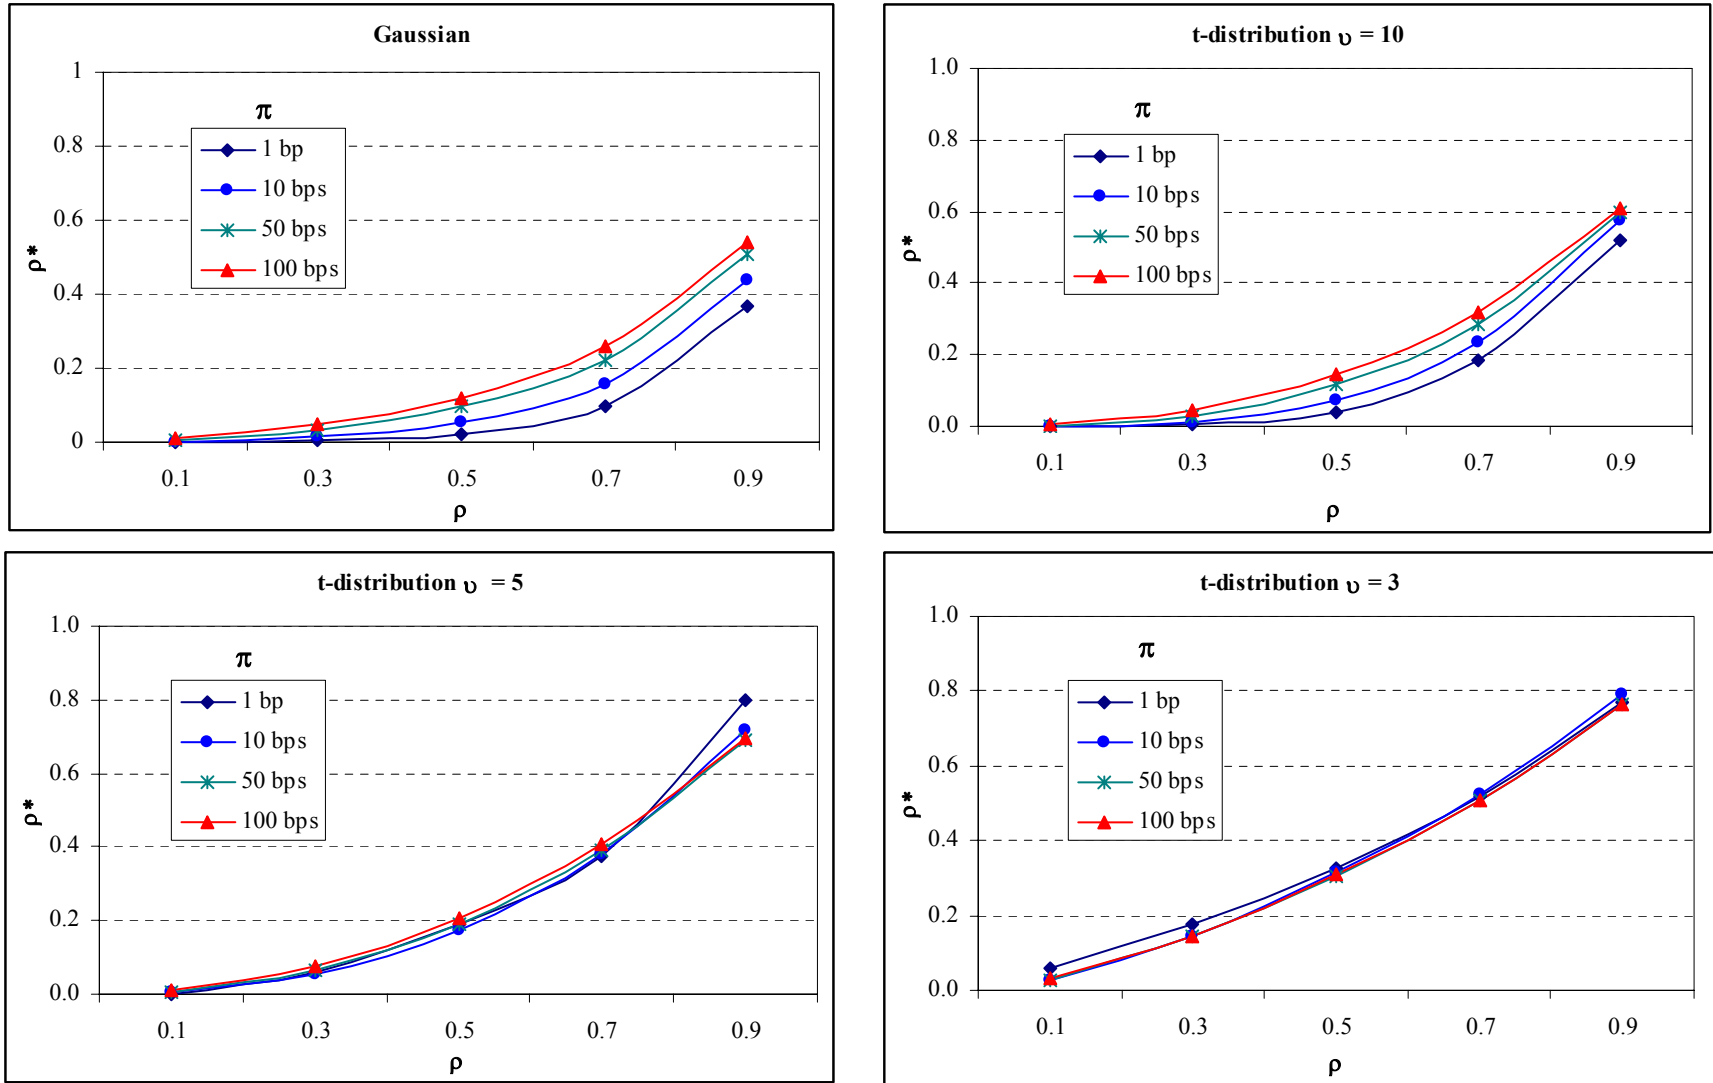 Gaussian
1
0.8
0.6
0.4
0.2
0
ρ*
π
1 bp
10 bps
50 bps
100 bps
0.1 0.3 0.5 0.7 0.9
ρ
t-distribution υ = 10
1.0
0.8
0.6
0.4
0.2
0.0
ρ*
π
1 bp
10 bps
50 bps
100 bps
0.1 0.3 0.5 0.7 0.9
ρ
t-distribution υ = 5
1.0
0.8
0.6
0.4
0.2
0.0
ρ*
π
1 bp
10 bps
50 bps
100 bps
0.1 0.3 0.5 0.7 0.9
ρ
t-distribution υ = 3
1.0
0.8
0.6
0.4
0.2
0.0
ρ*
π
1 bp
10 bps
50 bps
100 bps
0.1 0.3 0.5 0.7 0.9
ρ